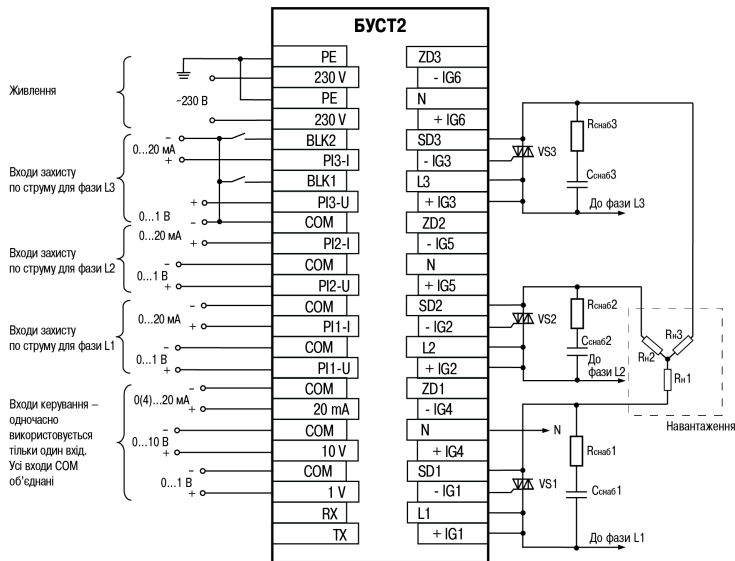 БУСТ2
PE
230 V
PE
230 V
BLK2
PI3-I
BLK1
PI3-U
COM
PI2-I
COM
PI2-U
COM
PI1-I
COM
PI1-U
COM
20 mA
COM
10 V
COM
1 V
RX
TX
ZD3
- IG6
N
+ IG6
SD3
- IG3
L3
+ IG3
ZD2
- IG5
N
+ IG5
SD2
- IG2
L2
+ IG2
ZD1
- IG4
N
+ IG4
SD1
- IG1
L1
+ IG1
Живлення
~230 В
Входи захисту
по струму для фази L3
−
0...20 мА
+
+
0...1 В
−
Входи захисту
по струму для фази L2
0...20 мА
+
−
0...1 В
+
Входи захисту
по струму для фази L1
−
0...20 мА
+
−
0...1 В
+
Входи керування –
одночасно
використовується
тільки один вхід.
Усі входи COM
об'єднані
−
0(4)...20 мА
+
−
0...10 В
+
−
0...1 В
+
VS3
Rснаб3
Cснаб3
До фази L3
VS2
Rснаб2
Cснаб2
До
фази L2
Rн2
Rн3
Rн1
Навантаження
N
VS1
Rснаб1
Cснаб1
До фази L1